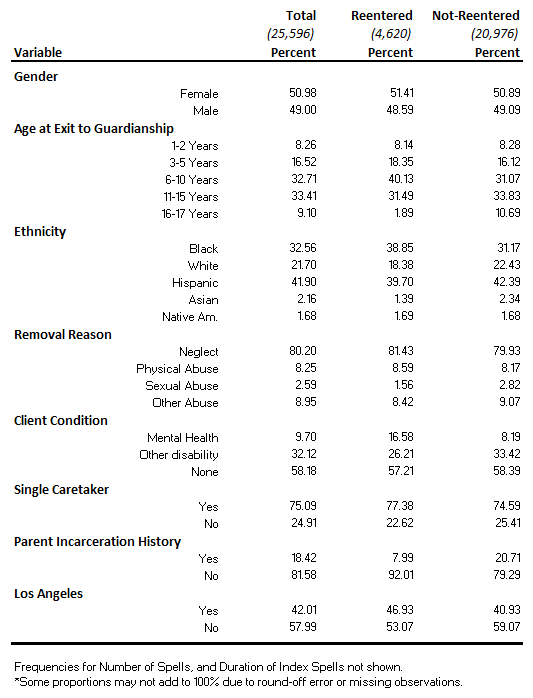 Total Reentered Not-Reentered
(25,596) (4,620) (20,976)
Variable Percent Percent Percent
Gender
Female 50.98 51.41 50.89
Male 49.00 48.59 49.09
Age at Exit to Guardianship
1-2 Years 8.26 8.14 8.28
3-5 Years 16.52 18.35 16.12
6-10 Years 32.71 40.13 31.07
11-15 Years 33.41 31.49 33.83
16-17 Years 9.10 1.89 10.69
Ethnicity
Black 32.56 38.85 31.17
White 21.70 18.38 22.43
Hispanic 41.90 39.70 42.39
Asian 2.16 1.39 2.34
Native Am. 1.68 1.69 1.68
Removal Reason
Neglect 80.20 81.43 79.93
Physical Abuse 8.25 8.59 8.17
Sexual Abuse 2.59 1.56 2.82
Other Abuse 8.95 8.42 9.07
Client Condition
Mental Health 9.70 16.58 8.19
Other disability 32.12 26.21 33.42
None 58.18 57.21 58.39
Single Caretaker
Yes 75.09 77.38 74.59
No 24.91 22.62 25.41
Parent Incarceration History
Yes 18.42 7.99 20.71
No 81.58 92.01 79.29
Los Angeles
Yes 42.01 46.93 40.93
No 57.99 53.07 59.07
Frequencies for Number of Spells, and Duration of Index Spells not shown.
*Some proportions may not add to 100% due to round-off error or missing observations.